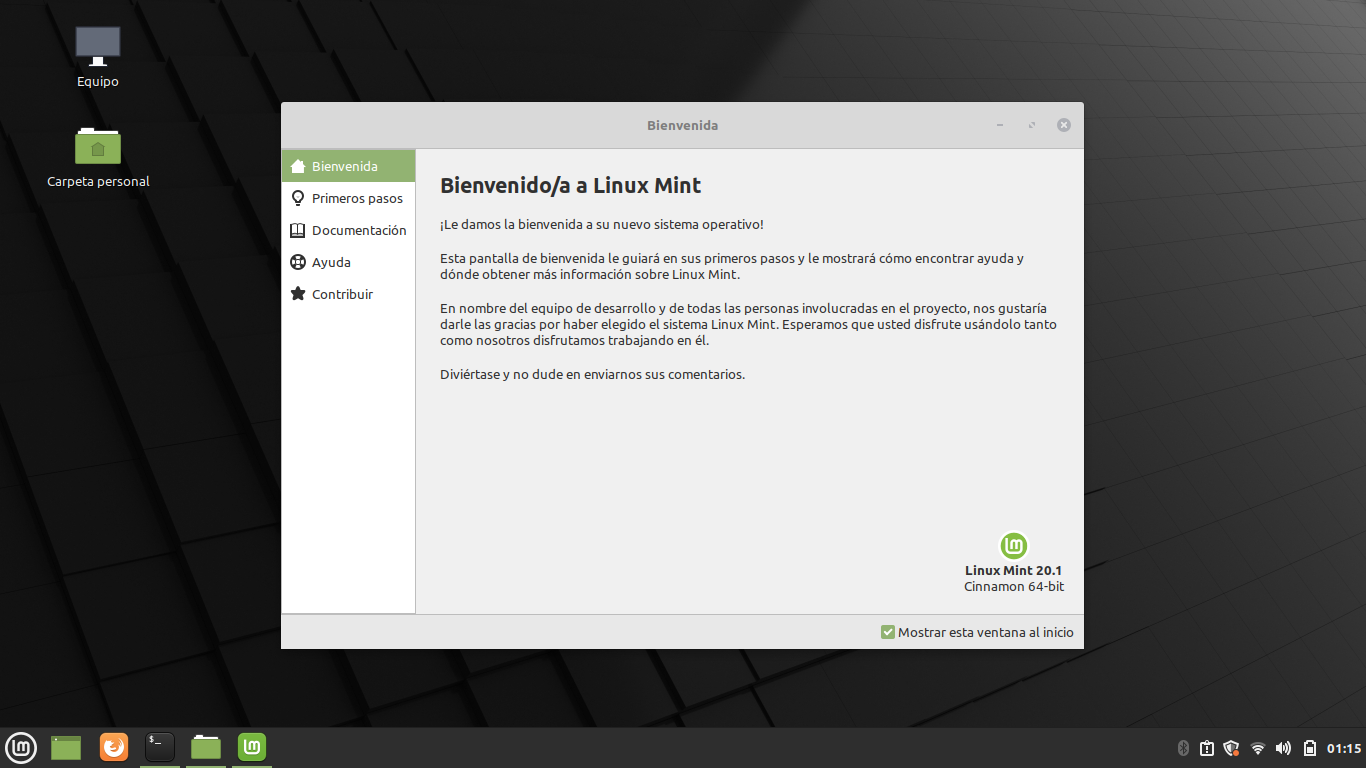 Equipo
Carpeta personal
Bienvenida
Bienvenida
Primeros pasos
Documentación
Ayuda
Contribuir
Bienvenido/a a Linux Mint
¡Le damos la bienvenida a su nuevo sistema operativo!
Esta pantalla de bienvenida le guiará en sus primeros pasos y le mostrará cómo encontrar ayuda y
dónde obtener más información sobre Linux Mint.
En nombre del equipo de desarrollo y de todas las personas involucradas en el proyecto, nos gustaría
darle las gracias por haber elegido el sistema Linux Mint. Esperamos que usted disfrute usándolo tanto
como nosotros disfrutamos trabajando en él.
Diviértase y no dude en enviarnos sus comentarios.
Linux Mint 20.1
Cinnamon 64-bit
Mostrar esta ventana al inicio
$_
01:15